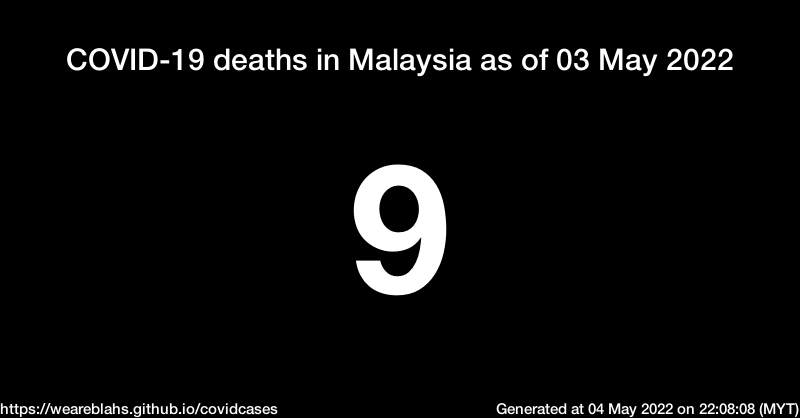 COVID-19 deaths in Malaysia as of 03 May 2022
9
https://weareblahs.github.io/covidcases
Generated at 04 May 2022 on 22:08:08 (MYT)